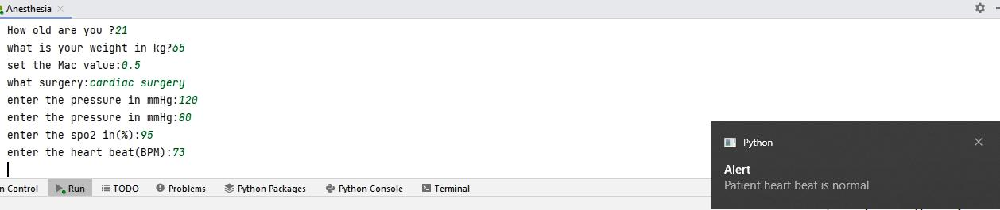 Anesthesia
How old are you ?21
what is your weight in kg?65
set the Mac value:0.5
what surgery:cardiac surgery
enter the pressure in mmHg:120
enter the pressure in mmHg:80
enter the spo2 in(%):95
enter the heart beat(BPM):73
Python
Alert
Patient heart beat is normal
n Control Run TODO Problems Python Packages Python Console Terminal